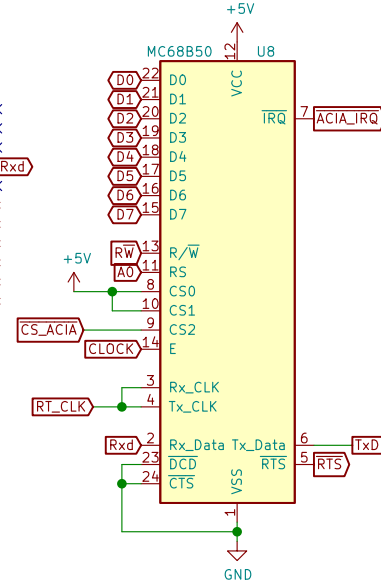 +5V
MC68B50 U8
12
VCC
D0 22 D0
D1 21 D1
D2 20 D2 IRQ 7 ACIA_IRQ
D3 19 D3
D4 18 D4
Rxd
D5 17 D5
D6 16 D6
D7 15 D7
RW 13 R/W
+5V
A0 11 RS
8 CS0
10 CS1
CS_ACIA 9 CS2
CLOCK 14 E
3 Rx_CLK
RT_CLK 4 Tx_CLK
Rxd 2 Rx_Data Tx_Data 6 TxD
23 DCD RTS 5 RTS
24 CTS
VSS
1
GND